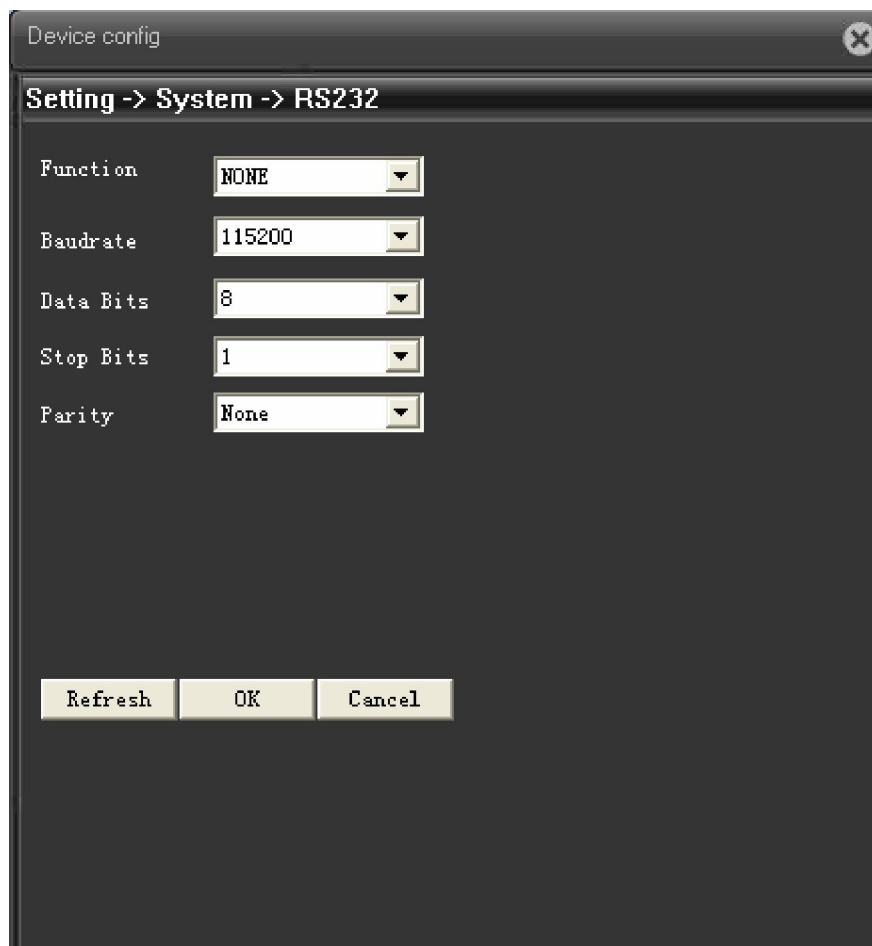 Device config
Setting -> System -> RS232
Function NONE
Baudrate 115200
Data Bits 8
Stop Bits 1
Parity None
Refresh OK Cancel